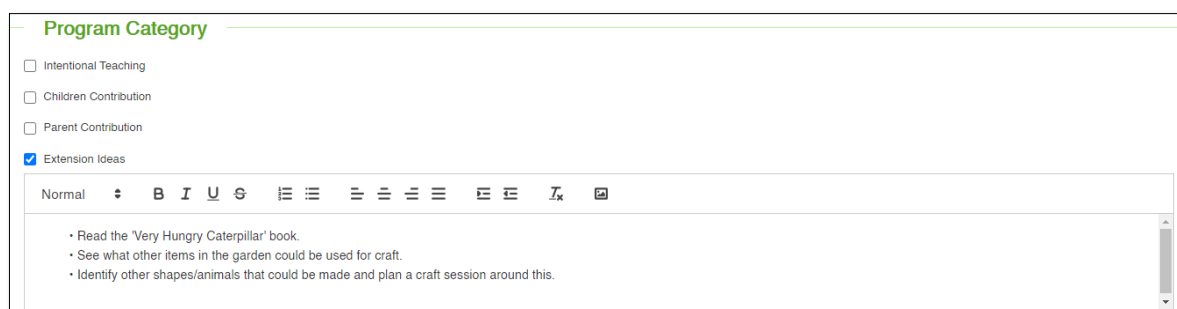 Program Category
Intentional Teaching
Children Contribution
Parent Contribution
Extension Ideas
Normal B I U S
• Read the 'Very Hungry Caterpillar' book.
• See what other items in the garden could be used for craft.
• Identify other shapes/animals that could be made and plan a craft session around this.